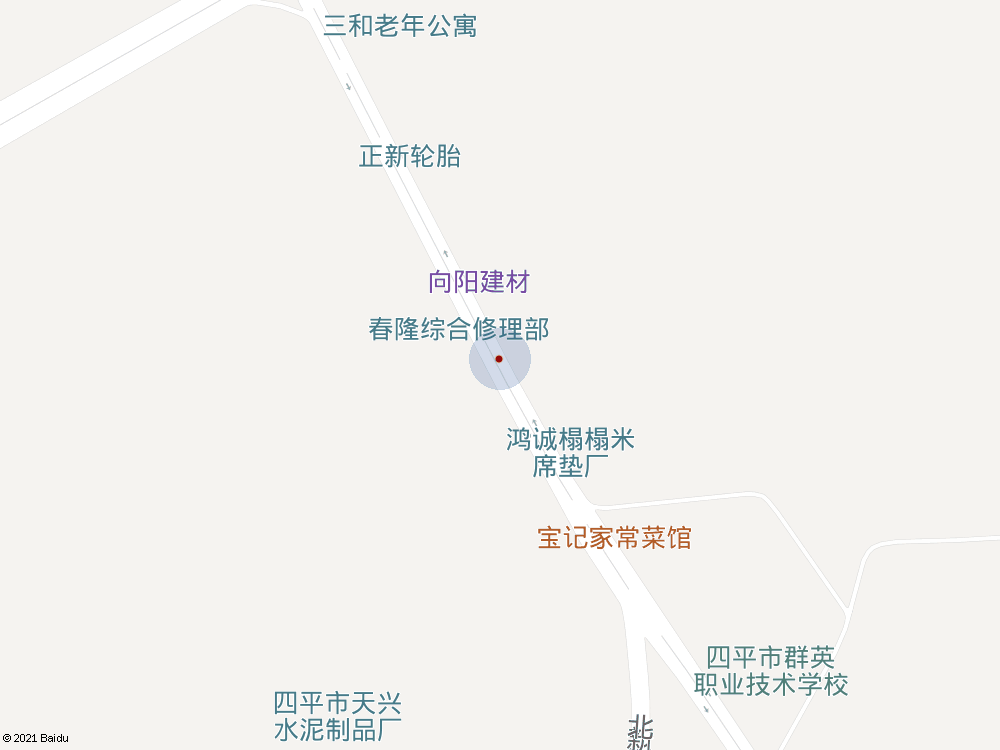 三和老年公寓
正新轮胎
向阳建材
春隆综合修理部
鸿诚榻榻米
席垫厂
宝记家常菜馆
四平市群英
职业技术学校
四平市天兴
水泥制品厂
北新
© 2021 Baidu